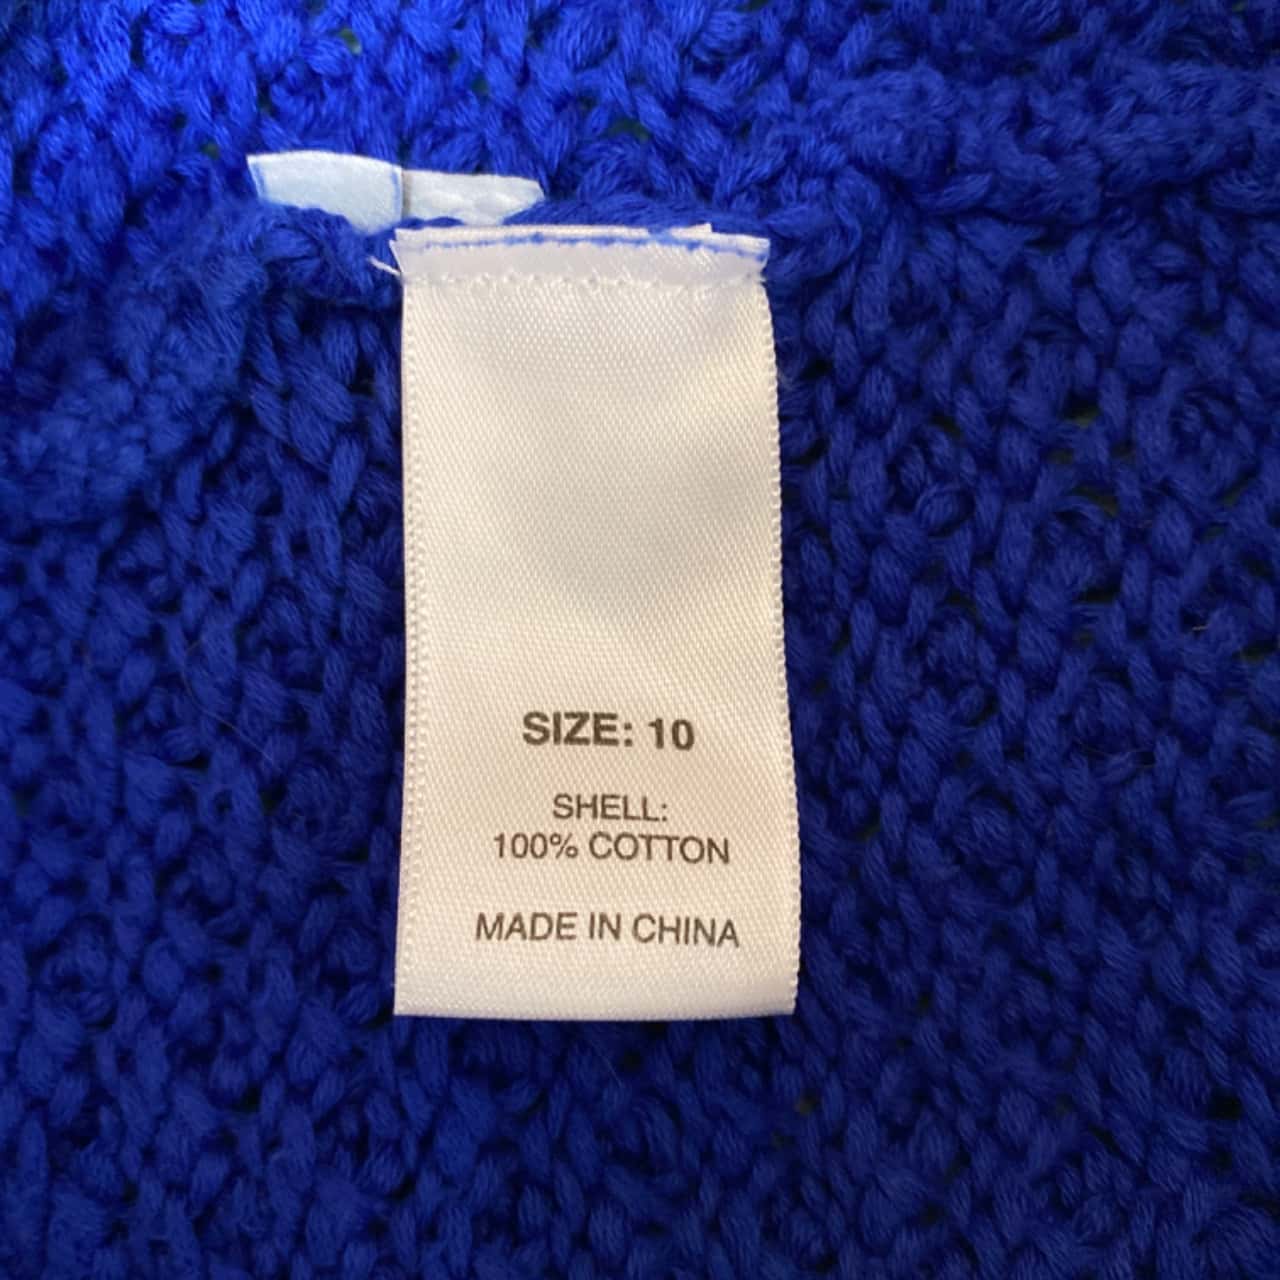 SIZE: 10
SHELL:
100% COTTON
MADE IN CHINA